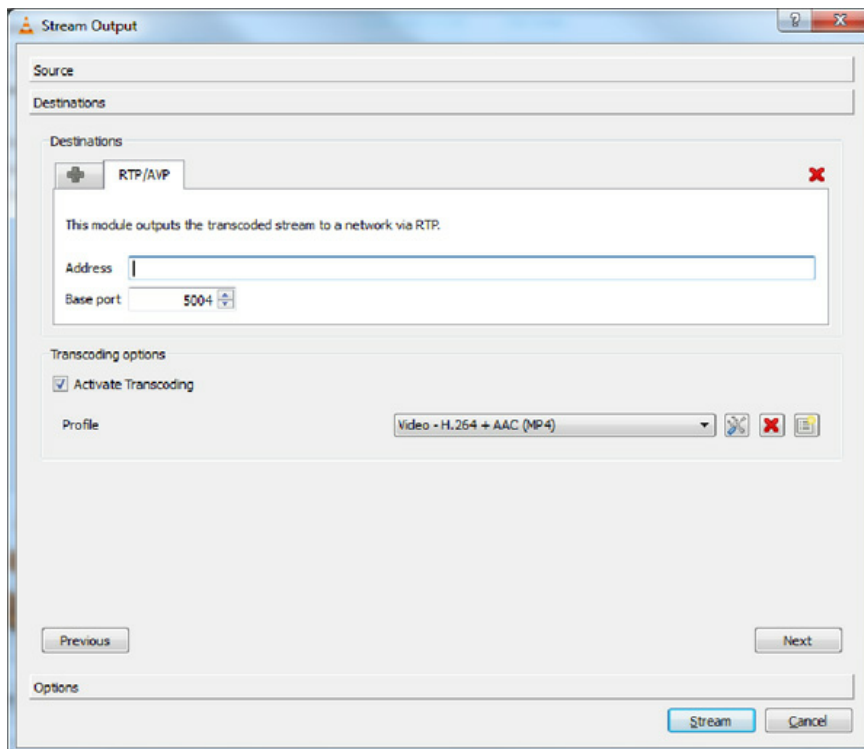 Stream Output
Source
Destinations
Destinations
RTP/AVP
This module outputs the transcoded stream to a network via RTP.
Address
Base port 5004
Transcoding options
Activate Transcoding
Profile Video - H.264 + AAC (MP4)
Previous Next
Options
Stream Cancel